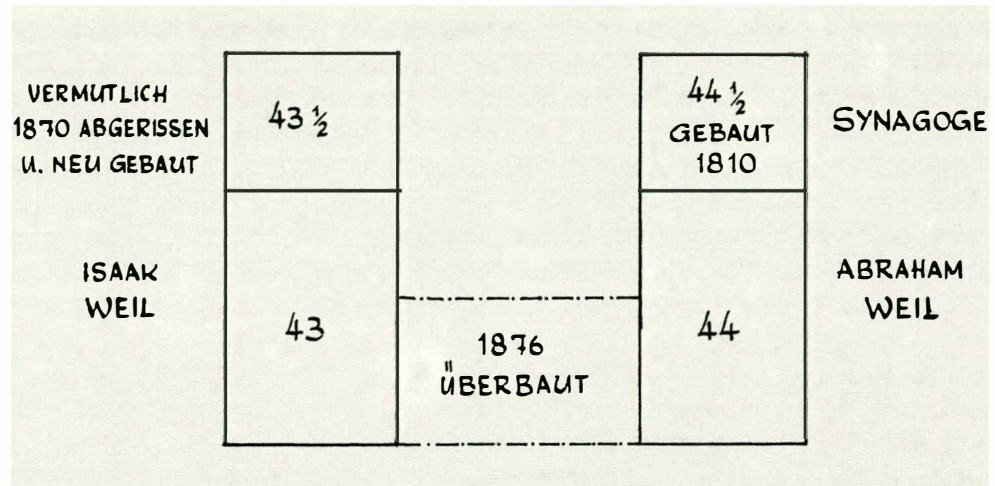 VERMUTLICH
1870 ABGERISSEN
U. NEU GEBAUT
43 ½
44 ½
GEBAUT
1810
SYNAGOGE
ISAAK
WEIL
43
1876
ÜBERBAUT
44
ABRAHAM
WEIL